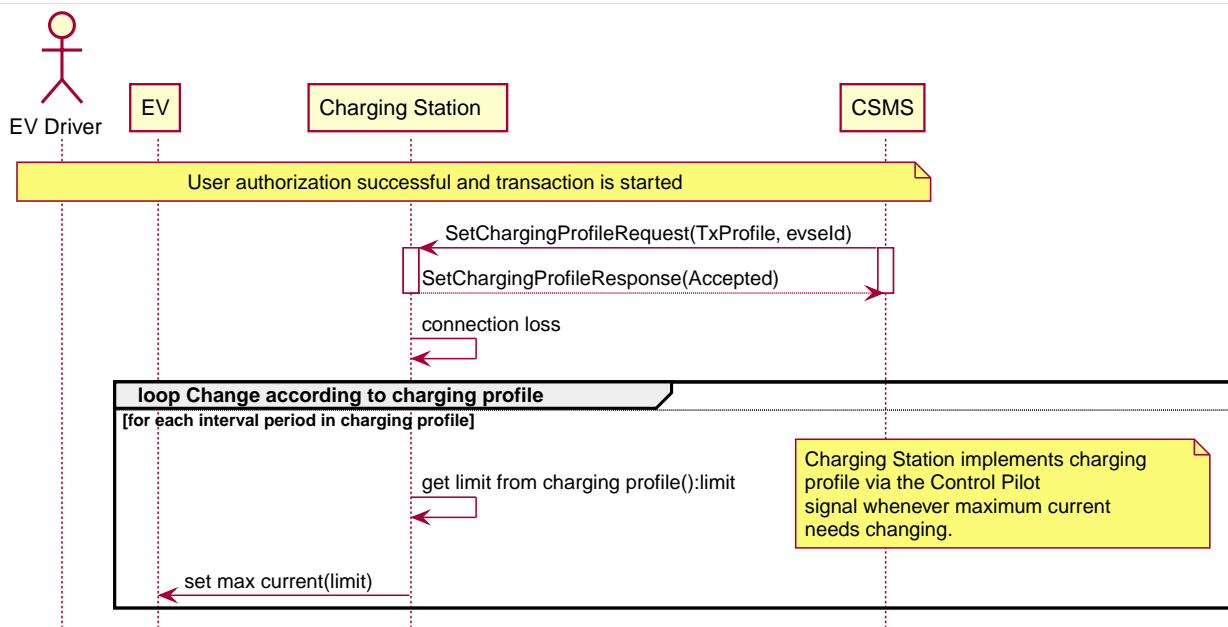 EV Driver
EV
Charging Station
CSMS
User authorization successful and transaction is started
SetChargingProfileRequest(TxProfile, evseId)
SetChargingProfileResponse(Accepted)
connection loss
loop Change according to charging profile
[for each interval period in charging profile]
Charging Station implements charging
profile via the Control Pilot
signal whenever maximum current
needs changing.
get limit from charging profile():limit
set max current(limit)